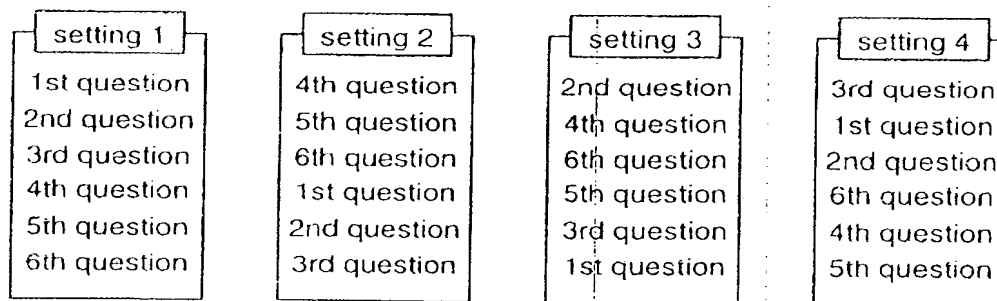 setting 1
1st question
2nd question
3rd question
4th question
5th question
6th question
setting 2
4th question
5th question
6th question
1st question
2nd question
3rd question
setting 3
2nd question
4th question
6th question
5th question
3rd question
1st question
setting 4
3rd question
1st question
2nd question
6th question
4th question
5th question